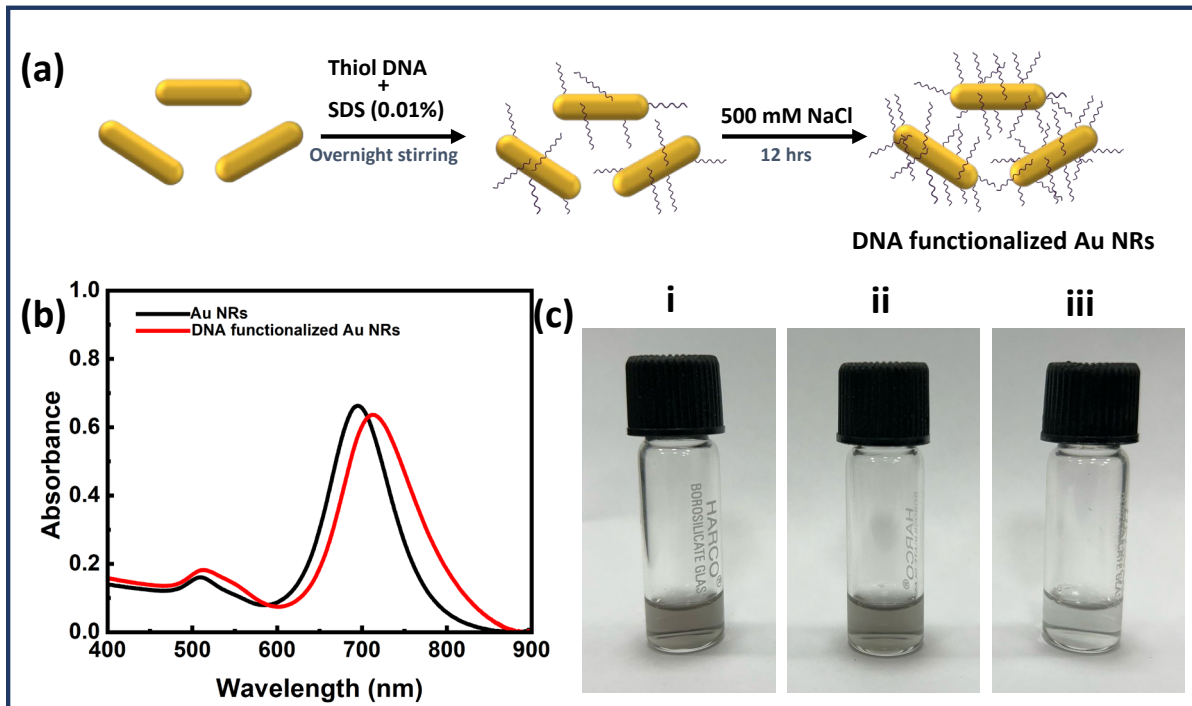 (a)
Thiol DNA
+
SDS (0.01%)
Overnight stirring
500 mM NaCl
12 hrs
DNA functionalized Au NRs
(b)
Au NRs
DNA functionalized Au NRs
1.0
0.8
0.6
0.4
0.2
0.0
Absorbance
400
500
600
700
800
900
Wavelength (nm)
(c)
i
ii
iii
HARCO®
BOROSILICATE GLAS
HARCO®